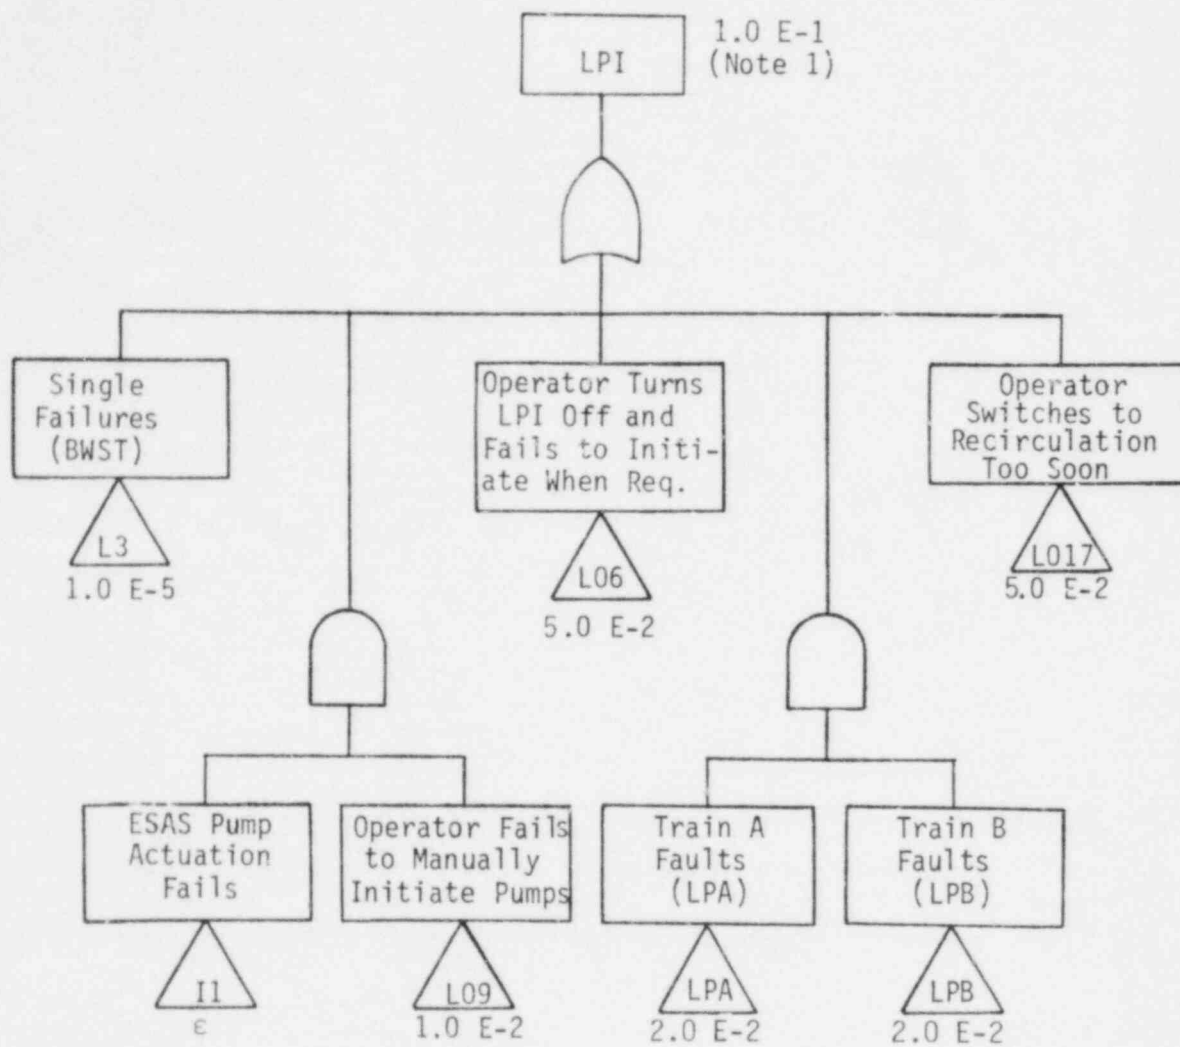 LPI
1.0 E-1
(Note 1)
Single
Failures
(BWST)
L3
1.0 E-5
Operator Turns
LPI Off and
Fails to Initi-
ate When Req.
LO6
5.0 E-2
Operator
Switches to
Recirculation
Too Soon
LO17
5.0 E-2
ESAS Pump
Actuation
Fails
I1
ε
Operator Fails
to Manually
Initiate Pumps
LO9
1.0 E-2
Train A
Faults
(LPA)
LPA
2.0 E-2
Train B
Faults
(LPB)
LPB
2.0 E-2